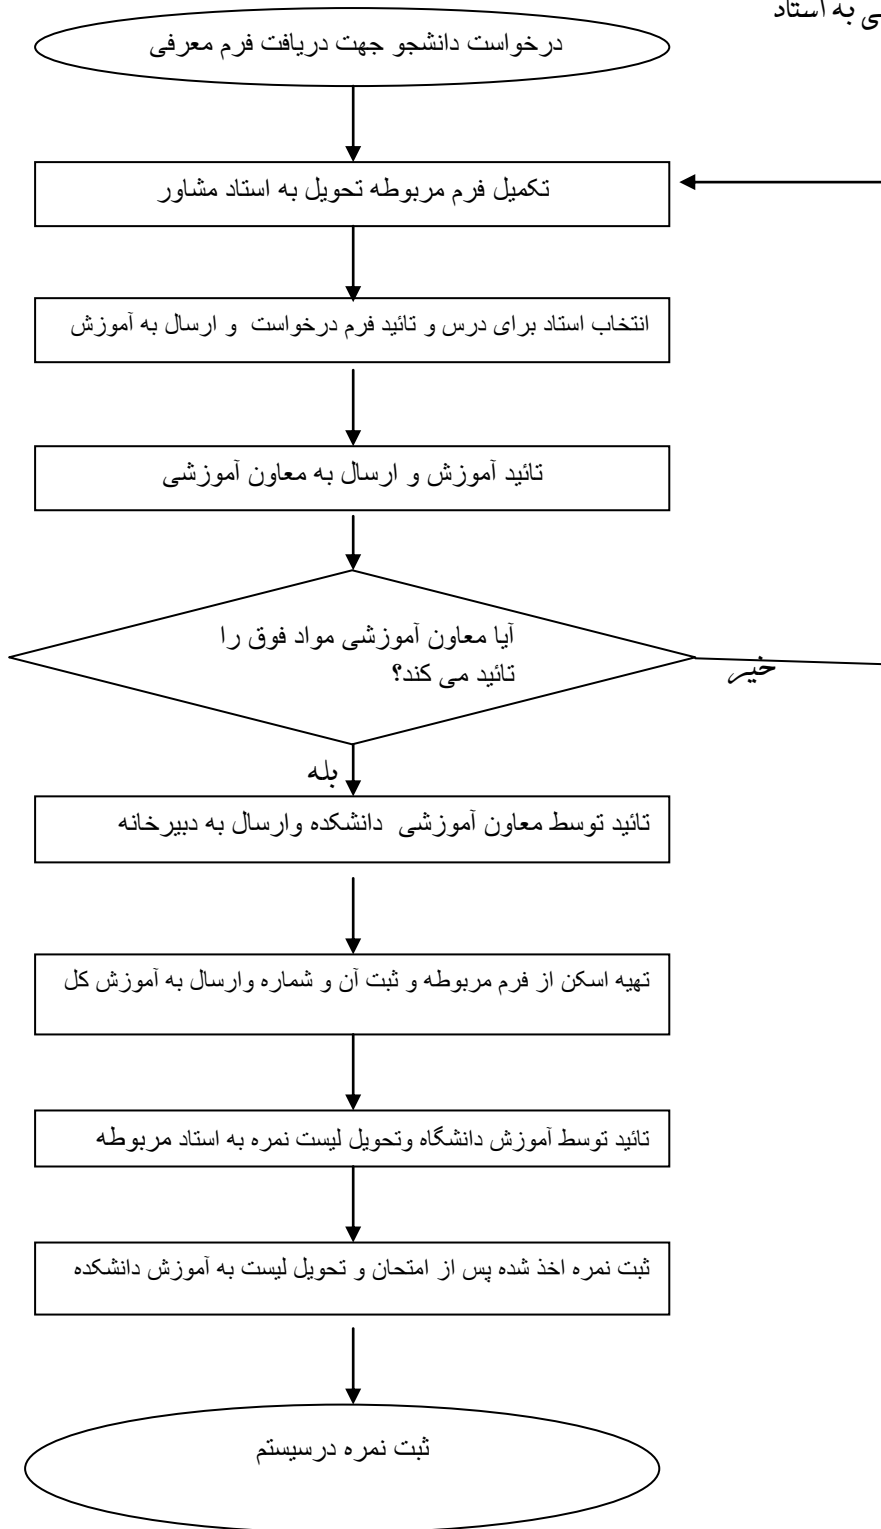 ی به استاد
درخواست دانشجو جهت دریافت فرم معرفی
تکمیل فرم مربوطه تحویل به استاد مشاور
انتخاب استاد برای درس و تائید فرم درخواست و ارسال به آموزش
تائید آموزش و ارسال به معاون آموزشی
آیا معاون آموزشی مواد فوق را
تائید می کند؟
خیر
بله
تائید توسط معاون آموزشی دانشکده وارسال به دبیرخانه
تهیه اسکن از فرم مربوطه و ثبت آن و شماره وارسال به آموزش کل
تائید توسط آموزش دانشگاه وتحویل لیست نمره به استاد مربوطه
ثبت نمره اخذ شده پس از امتحان و تحویل لیست به آموزش دانشکده
ثبت نمره درسیستم